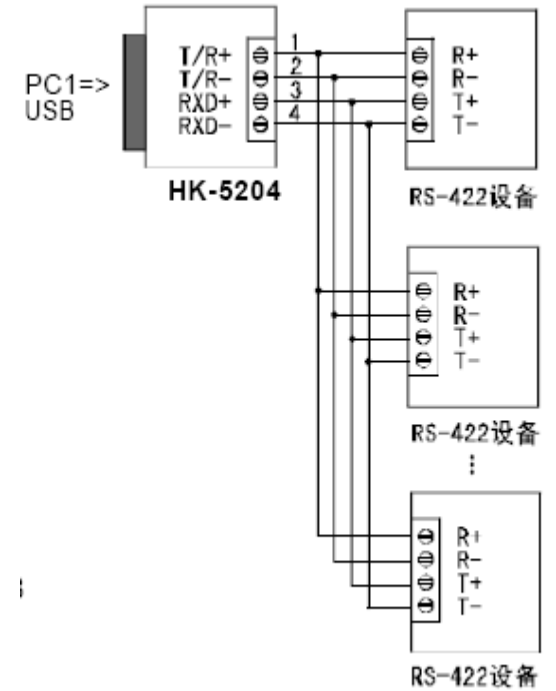 PC1=>
USB
T/R+
T/R-
RXD+
RXD-
1
2
3
4
HK-5204
R+
R-
T+
T-
RS-422设备
R+
R-
T+
T-
RS-422设备
⋮
R+
R-
T+
T-
RS-422设备